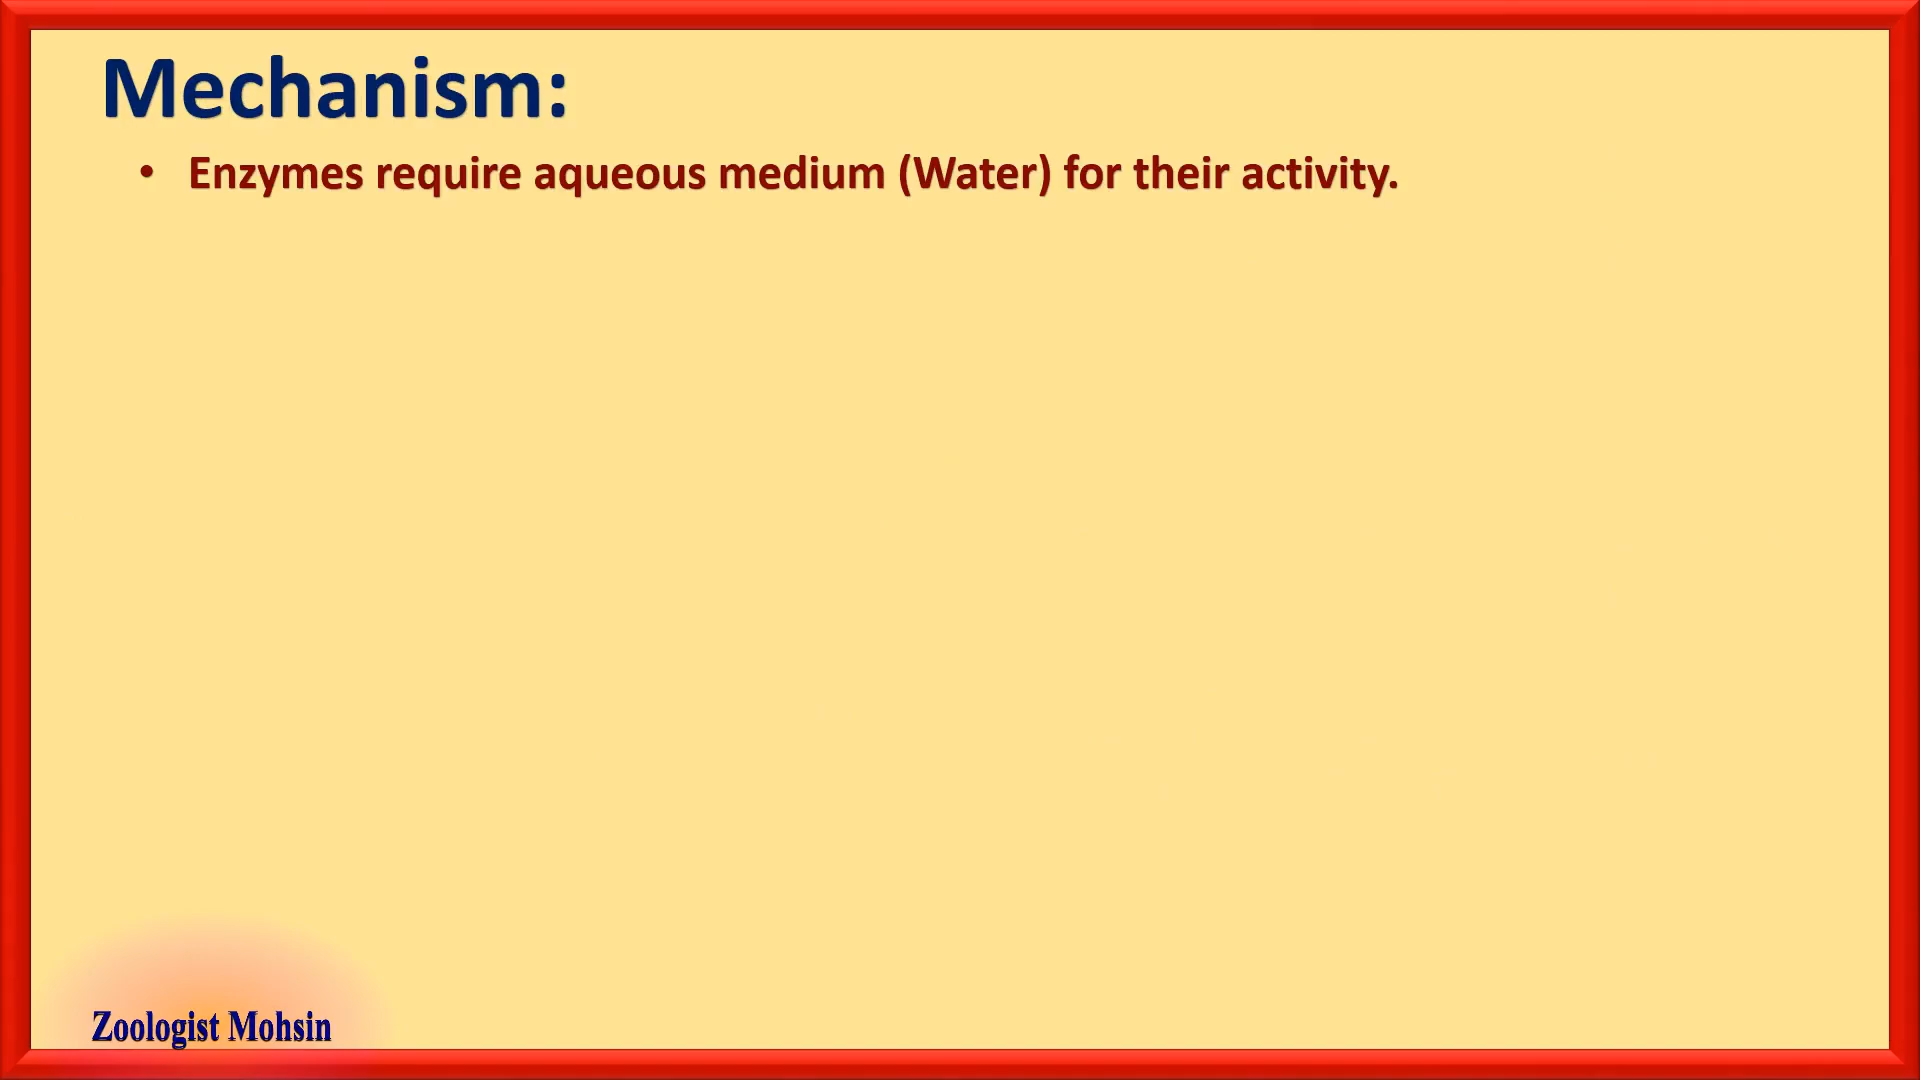 Mechanism:
• Enzymes require aqueous medium (Water) for their activity.
Zoologist Mohsin